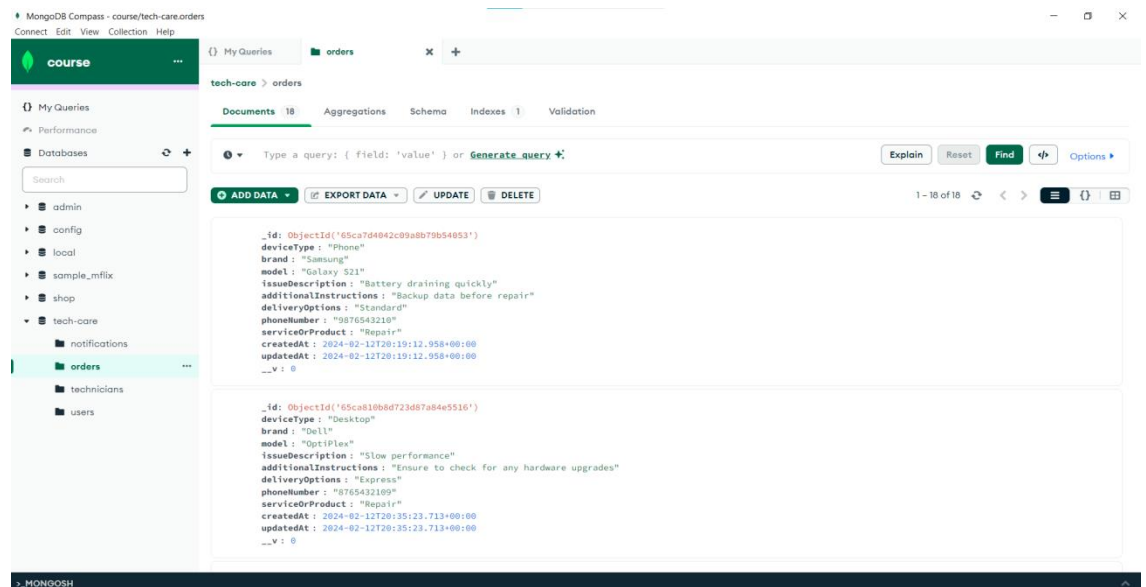 MongoDB Compass - course/tech-care.orders
Connect Edit View Collection Help
course
{} My Queries
Performance
Databases
Search
admin
config
local
sample_mflix
shop
tech-care
notifications
orders
technicians
users
{} My Queries
orders
tech-care > orders
Documents 18 Aggregations Schema Indexes 1 Validation
Type a query: { field: 'value' } or Generate query
Explain Reset Find </> Options
ADD DATA EXPORT DATA UPDATE DELETE
1 – 18 of 18
_id: ObjectId('65ca7d4042c09a8b79b54053')
deviceType : "Phone"
brand : "Samsung"
model : "Galaxy S21"
issueDescription : "Battery draining quickly"
additionalInstructions : "Backup data before repair"
deliveryOptions : "Standard"
phoneNumber : "9876543210"
serviceOrProduct : "Repair"
createdAt : 2024-02-12T20:19:12.958+00:00
updatedAt : 2024-02-12T20:19:12.958+00:00
__v : 0
_id: ObjectId('65ca810b8d723d87a84e5516')
deviceType : "Desktop"
brand : "Dell"
model : "OptiPlex"
issueDescription : "Slow performance"
additionalInstructions : "Ensure to check for any hardware upgrades"
deliveryOptions : "Express"
phoneNumber : "8765432109"
serviceOrProduct : "Repair"
createdAt : 2024-02-12T20:35:23.713+00:00
updatedAt : 2024-02-12T20:35:23.713+00:00
__v : 0
>_MONGOSH